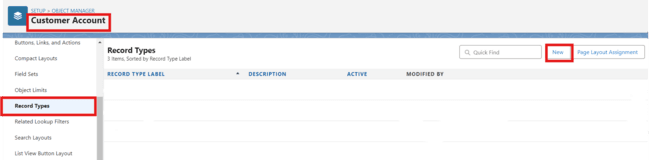 SETUP > OBJECT MANAGER
Customer Account
Buttons, Links, and Actions
Compact Layouts
Field Sets
Object Limits
Record Types
Related Lookup Filters
Search Layouts
List View Button Layout
Record Types
3 Items, Sorted by Record Type Label
Quick Find
New
Page Layout Assignment
RECORD TYPE LABEL DESCRIPTION ACTIVE MODIFIED BY